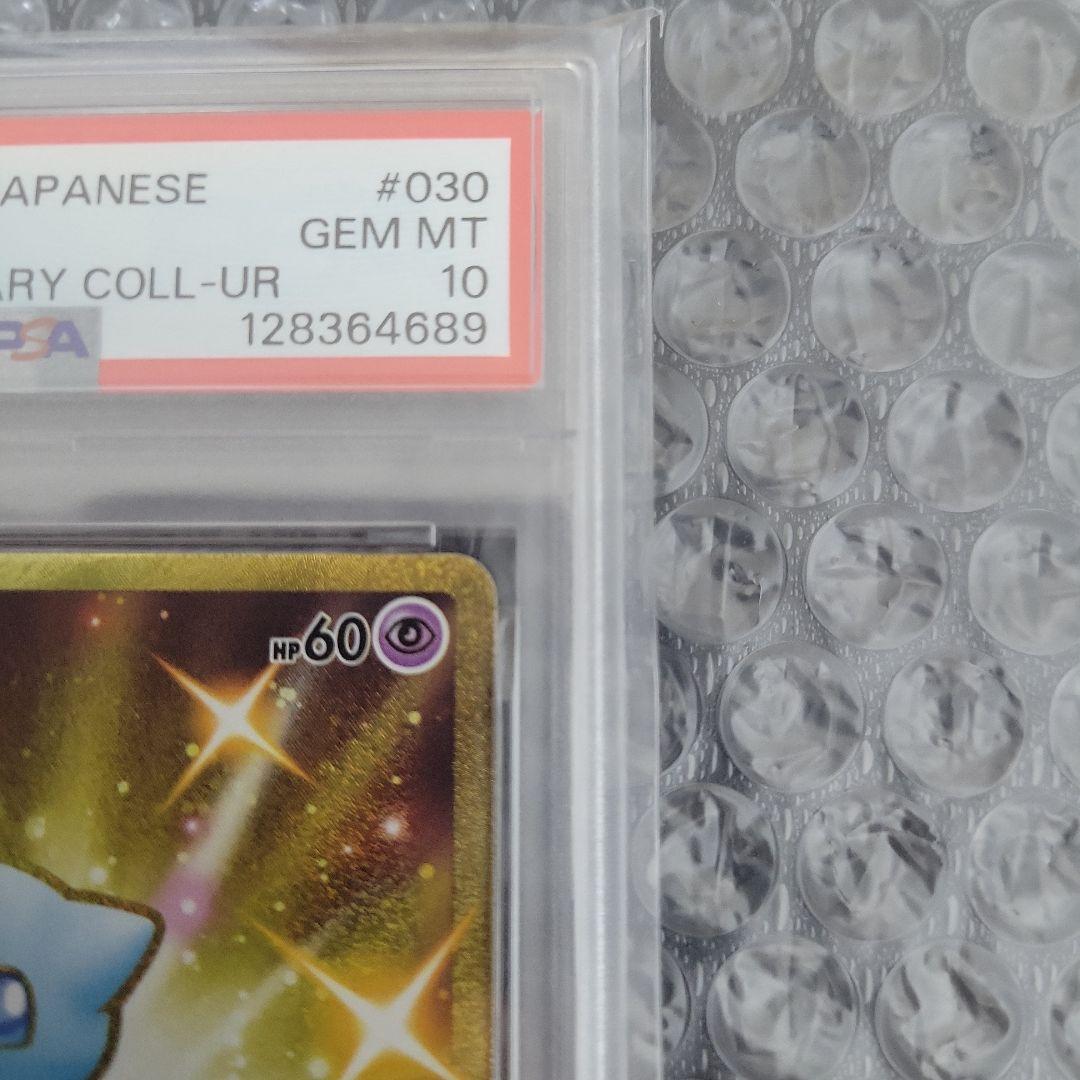 APANESE #030
GEM MT
ARY COLL-UR 10
PSA 128364689
HP60